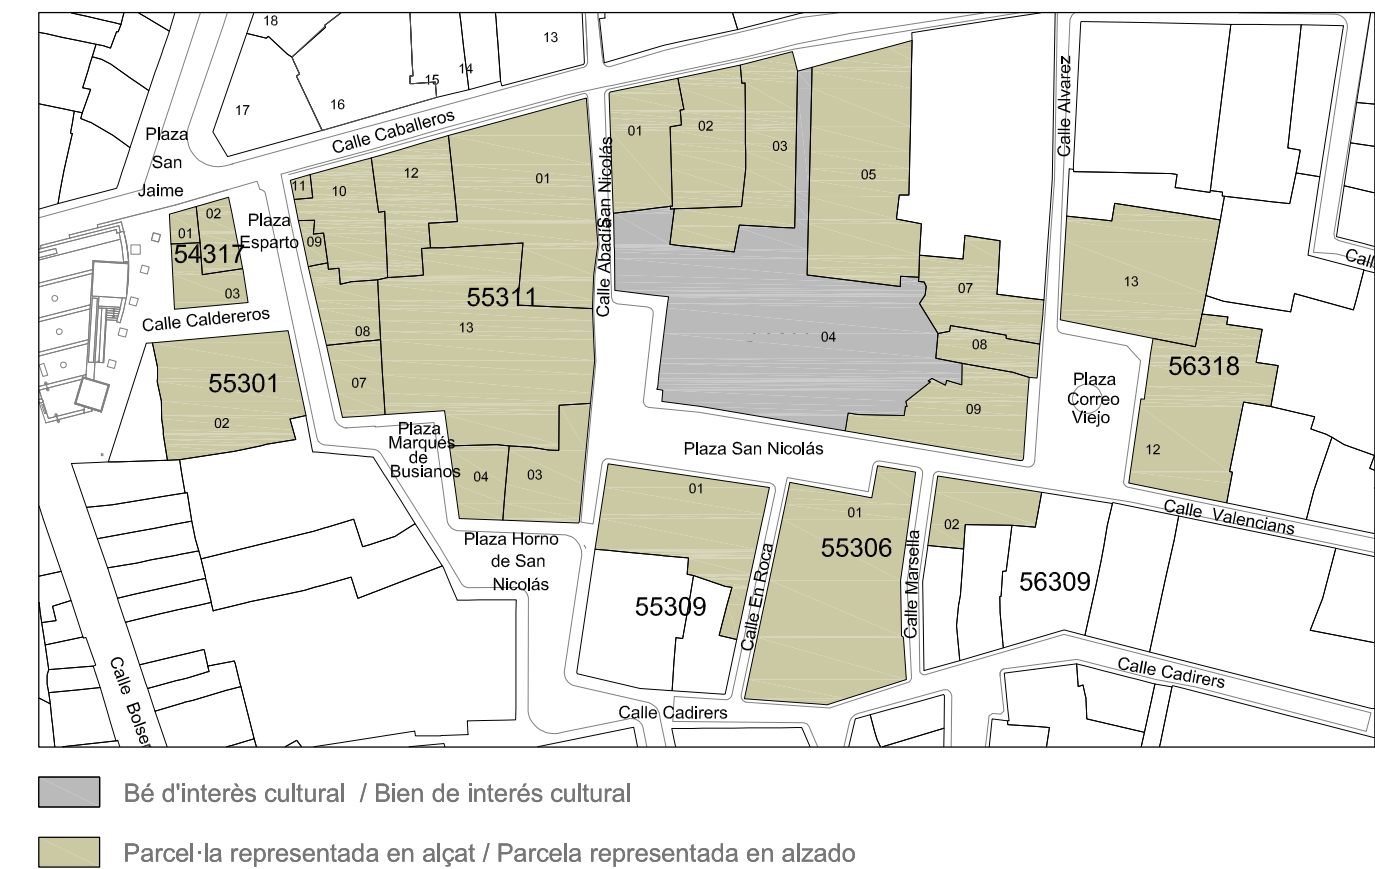 18
13
14
15
16
17
Calle Caballeros
Plaza
San
Jaime
Calle Alvarez
01
02
03
05
11
10
12
01
Calle Abadía San Nicolás
02
01
54317
03
Plaza
Esparto
09
55311
13
08
07
Calle Caldereros
55301
02
04
07
08
09
13
Calle
56318
12
Plaza
Correo
Viejo
Plaza
Marqués
de
Busianos
04
03
Plaza San Nicolás
01
01
55306
02
Calle Valencians
Plaza Horno
de San
Nicolás
55309
Calle En Roca
Calle Marsella
56309
Calle Cadirers
Calle Cadirers
Bé d'interès cultural / Bien de interés cultural
Parcel·la representada en alçat / Parcela representada en alzado